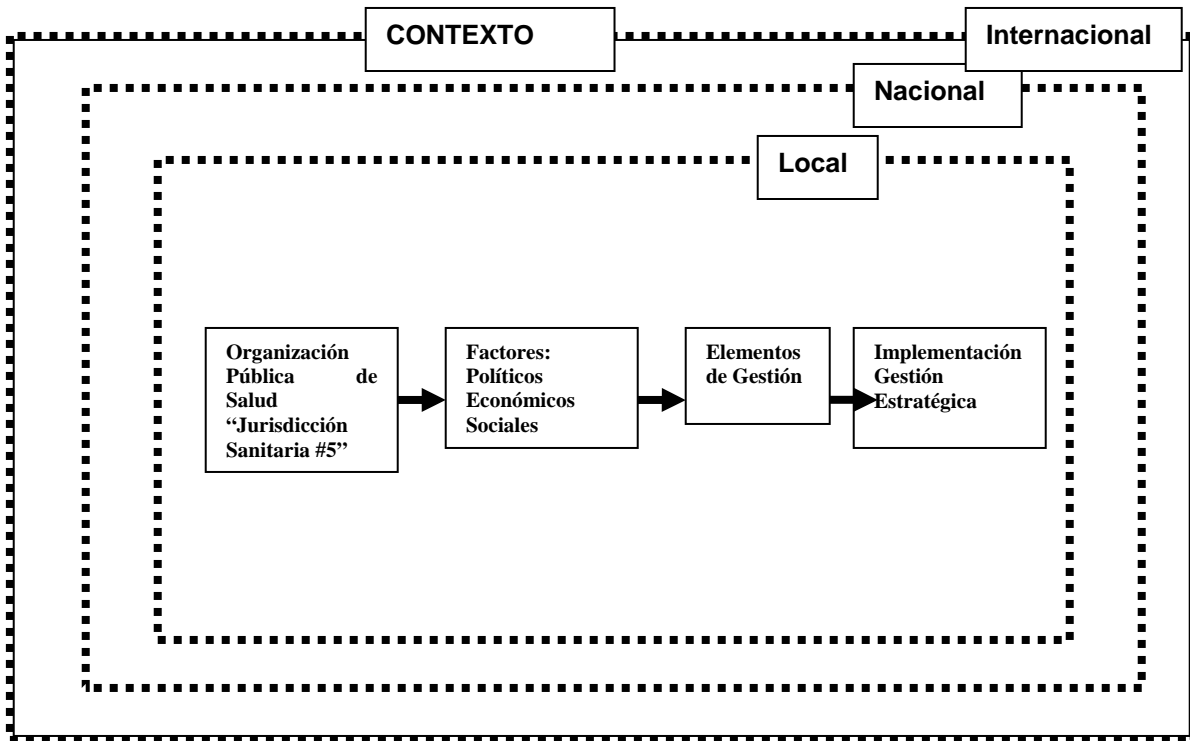 CONTEXTO
Internacional
Nacional
Local
Organización
Pública de
Salud
“Jurisdicción
Sanitaria #5”
Factores:
Políticos
Económicos
Sociales
Elementos
de Gestión
Implementación
Gestión
Estratégica